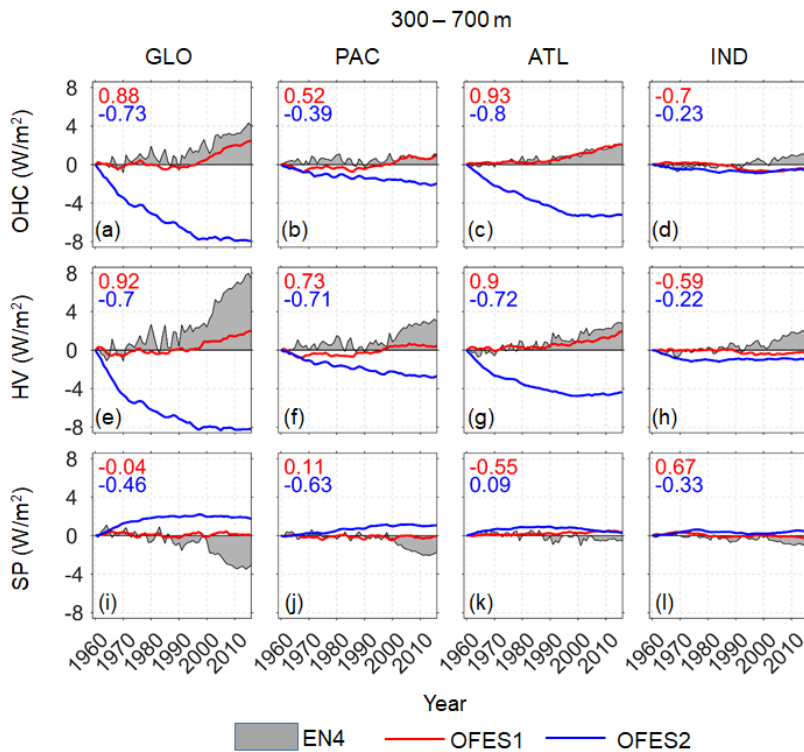 300 – 700 m
GLO PAC ATL IND
OHC (W/m²)
8
4
0
-4
-8
0.88
-0.73
(a)
0.52
-0.39
(b)
0.93
-0.8
(c)
-0.7
-0.23
(d)
HV (W/m²)
8
4
0
-4
-8
0.92
-0.7
(e)
0.73
-0.71
(f)
0.9
-0.72
(g)
-0.59
-0.22
(h)
SP (W/m²)
8
4
0
-4
-8
-0.04
-0.46
(i)
0.11
-0.63
(j)
-0.55
0.09
(k)
0.67
-0.33
(l)
1960 1970 1980 1990 2000 2010 1960 1970 1980 1990 2000 2010 1960 1970 1980 1990 2000 2010 1960 1970 1980 1990 2000 2010
Year
EN4 OFES1 OFES2